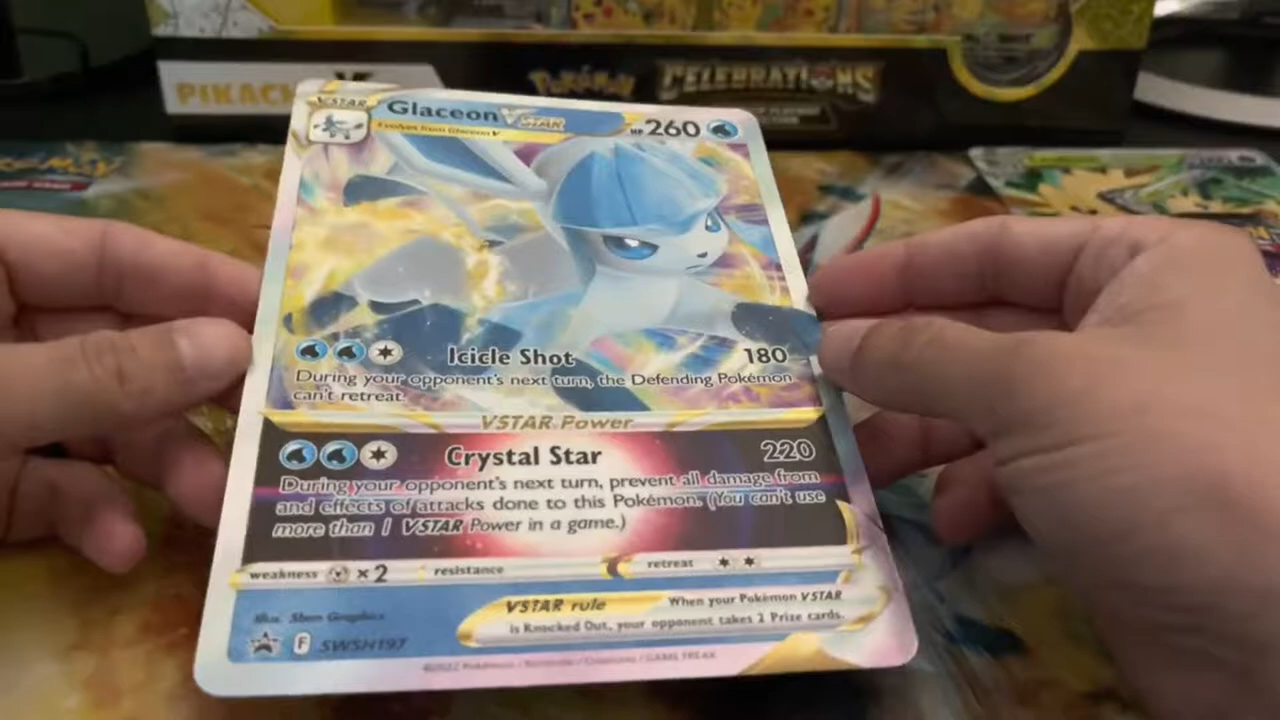 PIKACH
Pokémon
CELEBRATIONS
VSTAR
Glaceon VSTAR
Evolves from Glaceon V
HP 260
Icicle Shot 180
During your opponent's next turn, the Defending Pokémon
can't retreat.
VSTAR Power
Crystal Star 220
During your opponent's next turn, prevent all damage from
and effects of attacks done to this Pokémon. (You can't use
more than 1 VSTAR Power in a game.)
weakness ×2 resistance retreat
VSTAR rule When your Pokémon VSTAR
is Knocked Out, your opponent takes 2 Prize cards.
Illus.
F SWSH197
©2022 Pokémon / Nintendo / Creatures / GAME FREAK